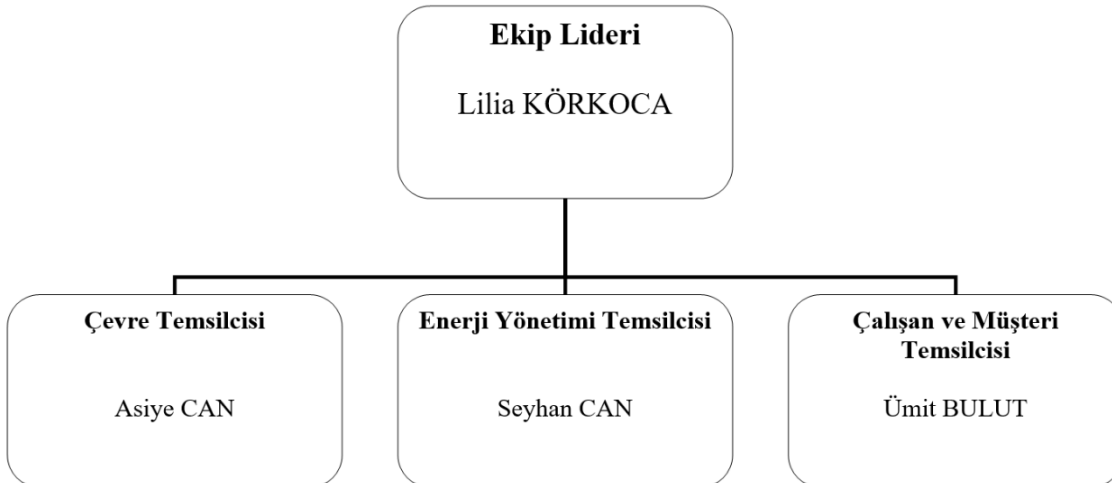 Ekip Lideri
Lilia KÖRKOCA
Çevre Temsilcisi
Asiye CAN
Enerji Yönetimi Temsilcisi
Seyhan CAN
Çalışan ve Müşteri
Temsilcisi
Ümit BULUT